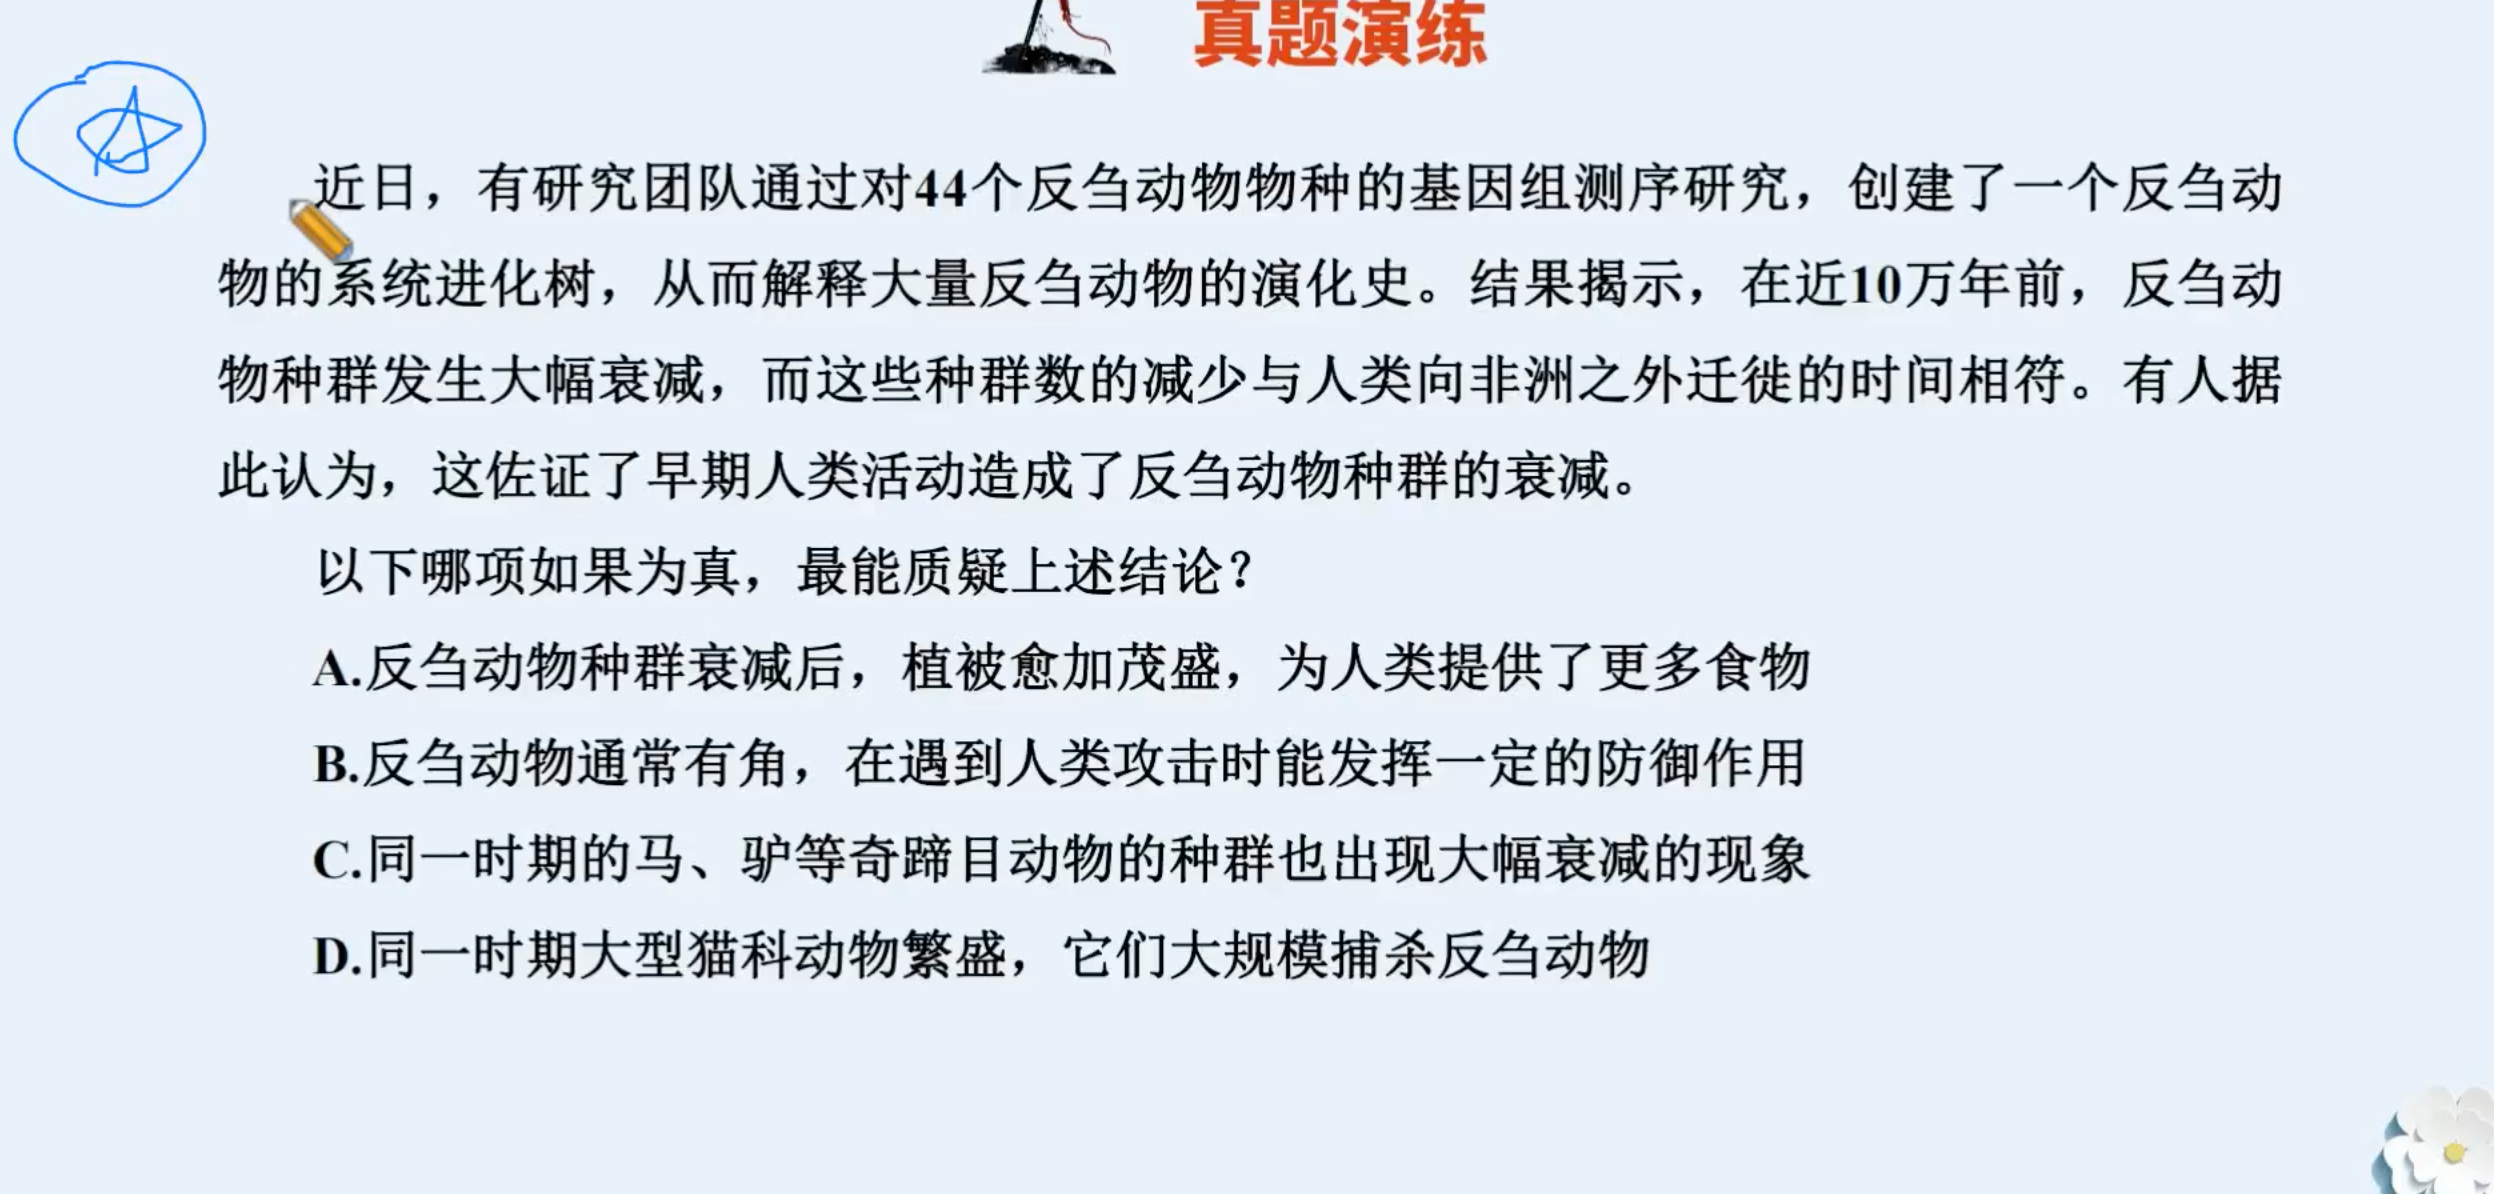 真题演练
近日，有研究团队通过对44个反刍动物物种的基因组测序研究，创建了一个反刍动
物的系统进化树，从而解释大量反刍动物的演化史。结果揭示，在近10万年前，反刍动
物种群发生大幅衰减，而这些种群数的减少与人类向非洲之外迁徙的时间相符。有人据
此认为，这佐证了早期人类活动造成了反刍动物种群的衰减。
以下哪项如果为真，最能质疑上述结论？
A.反刍动物种群衰减后，植被愈加茂盛，为人类提供了更多食物
B.反刍动物通常有角，在遇到人类攻击时能发挥一定的防御作用
C.同一时期的马、驴等奇蹄目动物的种群也出现大幅衰减的现象
D.同一时期大型猫科动物繁盛，它们大规模捕杀反刍动物